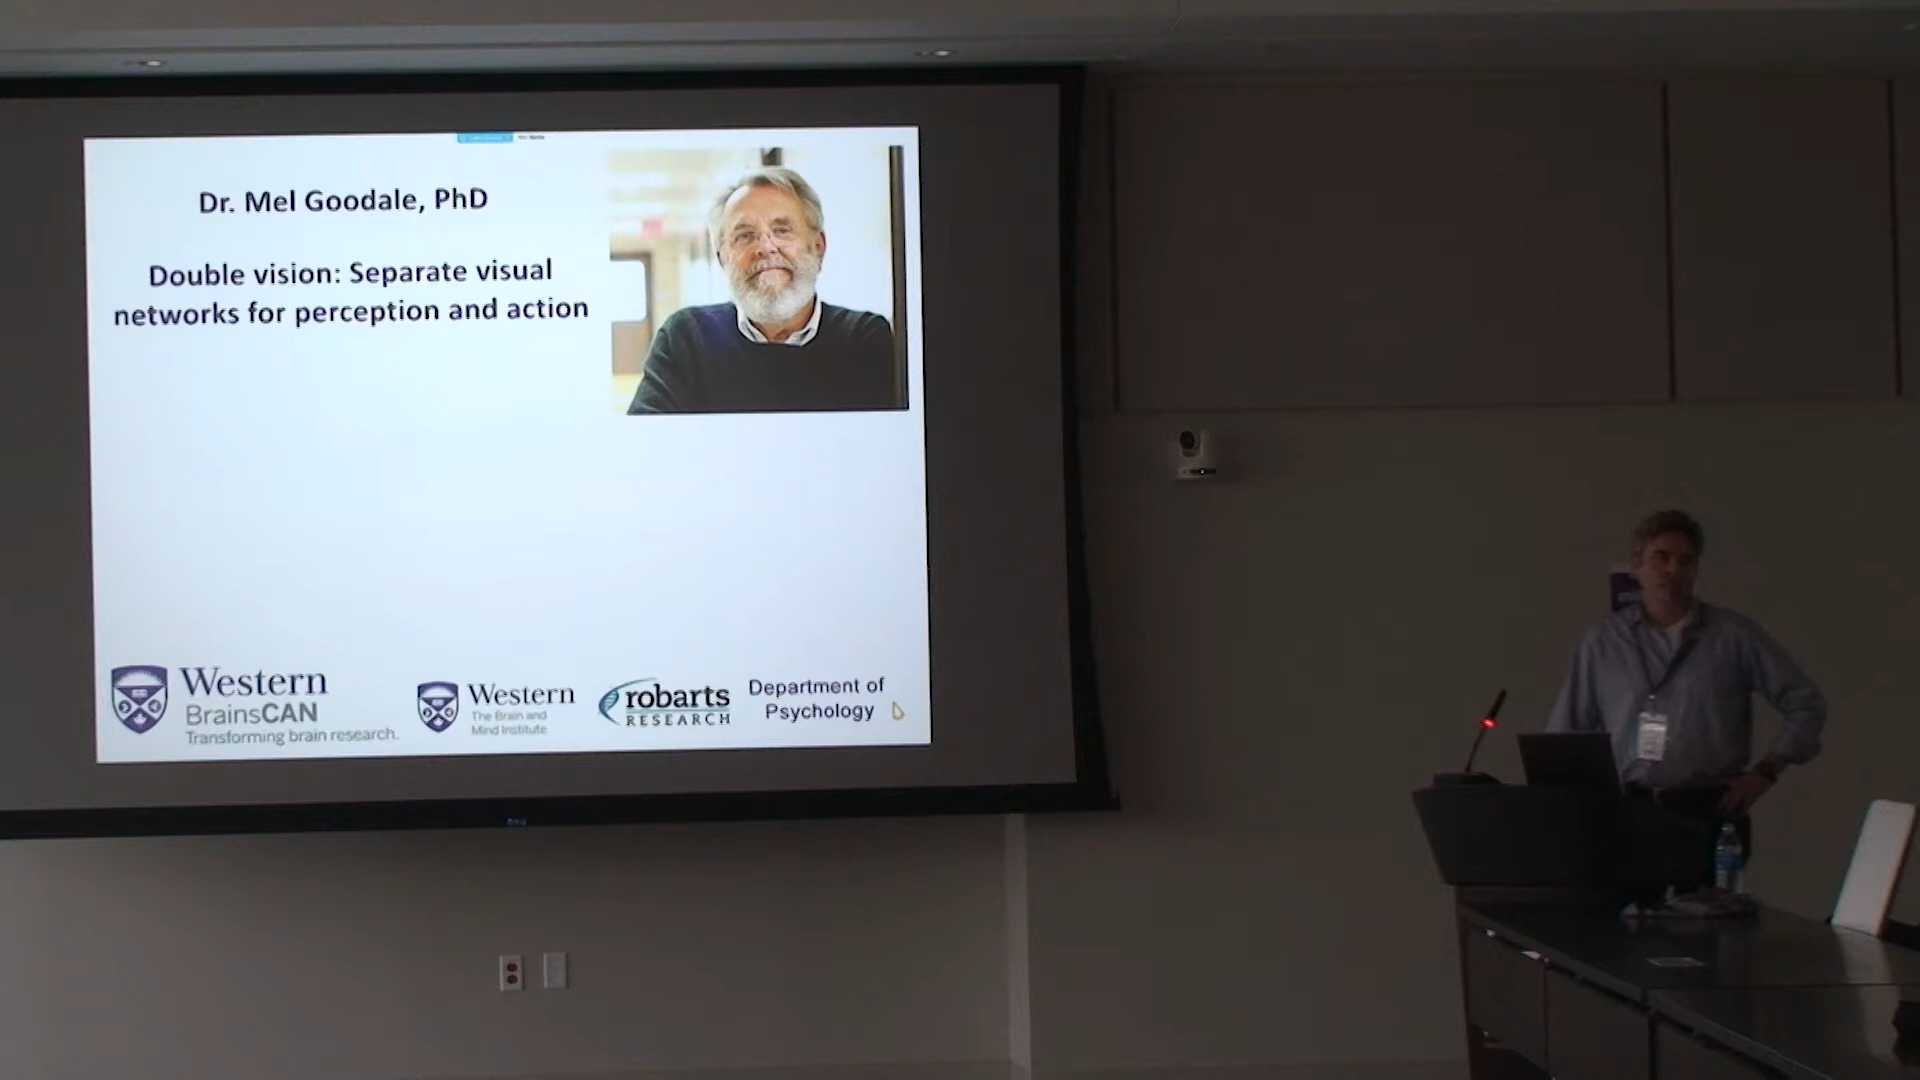 Dr. Mel Goodale, PhD
Double vision: Separate visual
networks for perception and action
Western
BrainsCAN
Transforming brain research.
Western
The Brain and
Mind Institute
robarts
RESEARCH
Department of
Psychology